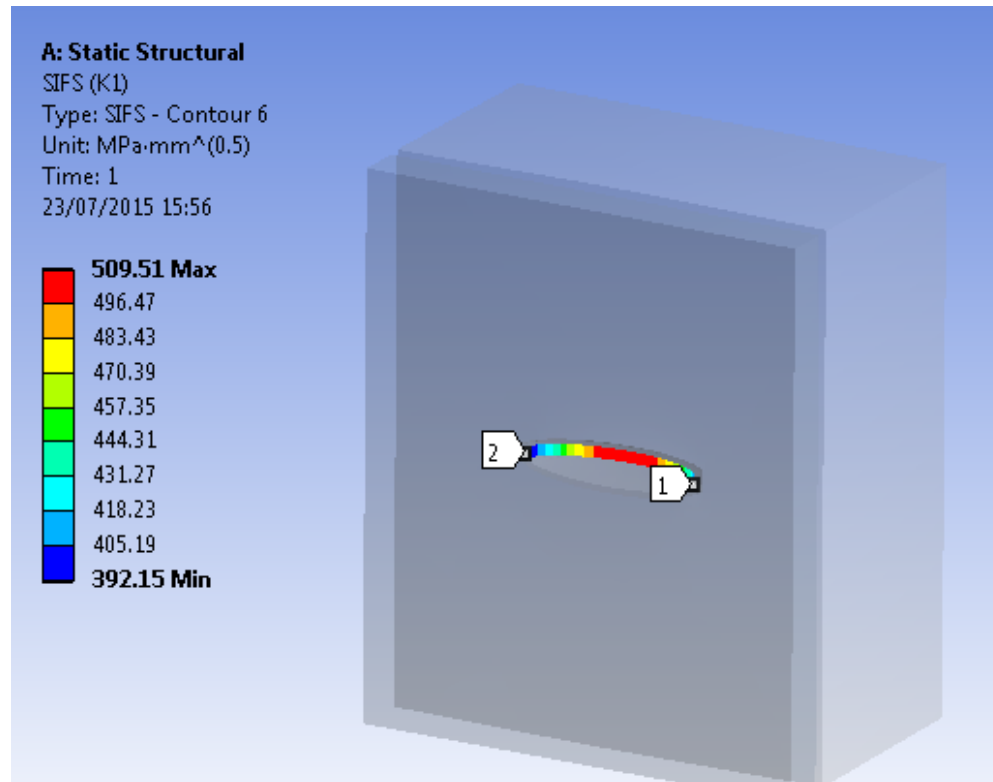 A: Static Structural
SIFS (K1)
Type: SIFS - Contour 6
Unit: MPa·mm^(0.5)
Time: 1
23/07/2015 15:56
509.51 Max
496.47
483.43
470.39
457.35
444.31
431.27
418.23
405.19
392.15 Min
2
1